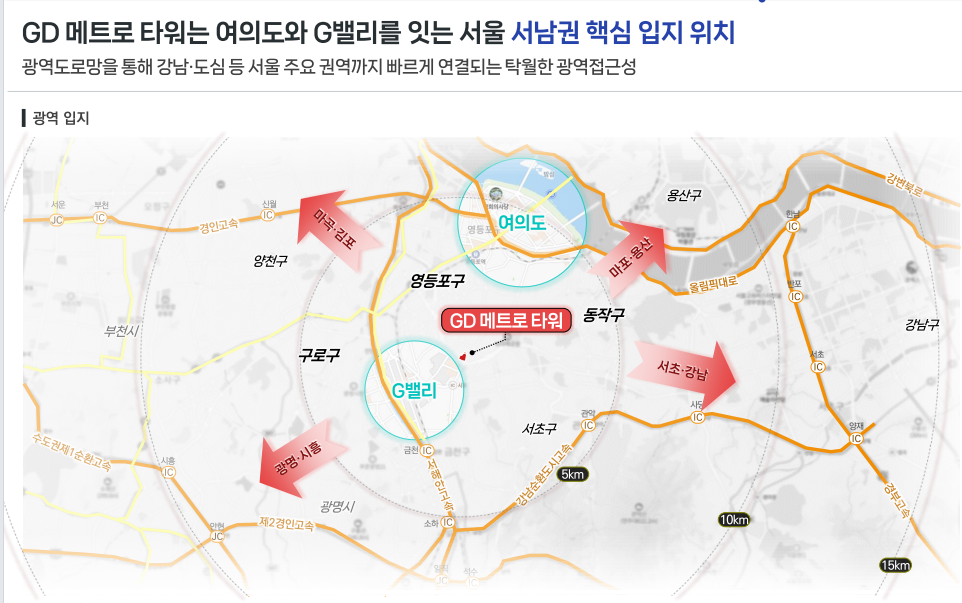 GD 메트로 타워는 여의도와 G밸리를 잇는 서울 서남권 핵심 입지 위치
광역도로망을 통해 강남·도심 등 서울 주요 권역까지 빠르게 연결되는 탁월한 광역접근성
광역 입지
강변북로
용산구
신월
IC
서운
JC
부천
IC
경인고속
마곡·김포
여의도
한남
IC
마포·용산
양천구
영등포구
올림픽대로
반포
IC
부천시
GD 메트로 타워
동작구
강남구
구로구
서초
IC
서초·강남
G밸리
사당
IC
관악
IC
서초구
양재
IC
수도권제1순환고속
시흥
IC
광명·시흥
금천
IC
금천구
서해안고속
강남순환도시고속
5km
경부고속
광명시
제2경인고속
안현
JC
소하
IC
10km
15km
일직
JC
석수
IC